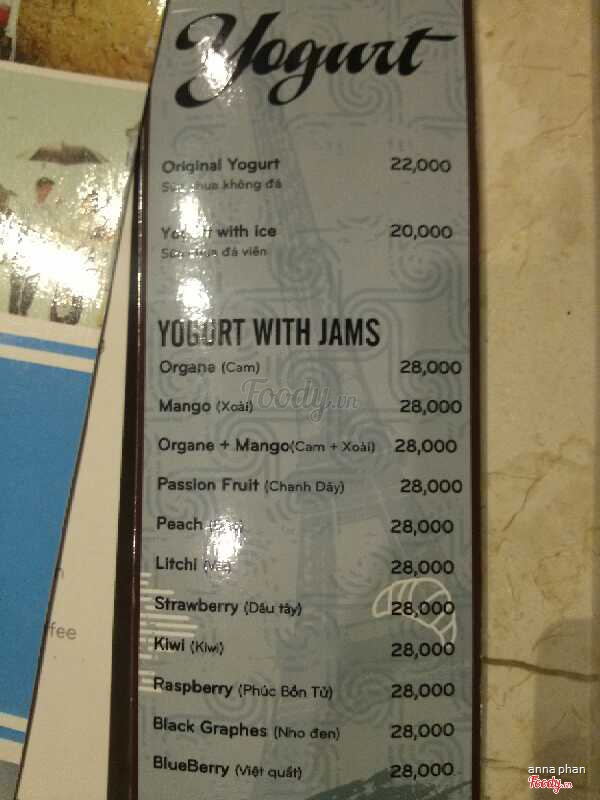 Yogurt
Original Yogurt 22,000
Sữa chua không đá
Yogurt with ice 20,000
Sữa chua đá viên
YOGURT WITH JAMS
Organe (Cam) 28,000
Mango (Xoài) 28,000
Organe + Mango(Cam + Xoài) 28,000
Passion Fruit (Chanh Dây) 28,000
Peach 28,000
Litchi 28,000
Strawberry (Dâu tây) 28,000
Kiwi (Kiwi) 28,000
Raspberry (Phúc Bồn Tử) 28,000
Black Graphes (Nho đen) 28,000
BlueBerry (Việt quất) 28,000
Foody.vn
fee
anna phan
Foody.vn